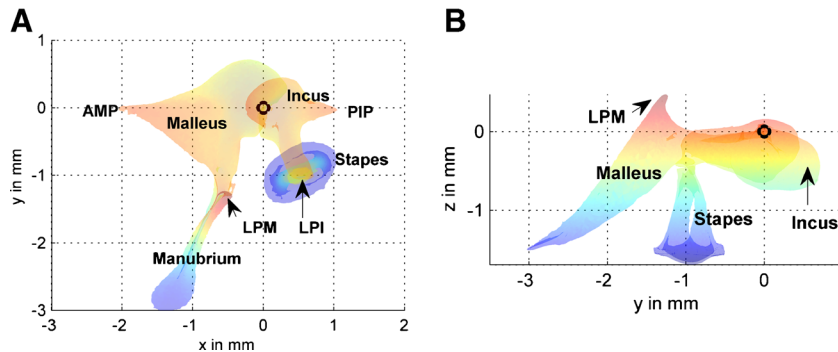 A
1
0
-1
-2
-3
y in mm
AMP
Malleus
Incus
PIP
Stapes
LPM
LPI
Manubrium
-3 -2 -1 0 1 2
x in mm
B
0
-1
z in mm
LPM
Malleus
Stapes
Incus
-3 -2 -1 0
y in mm